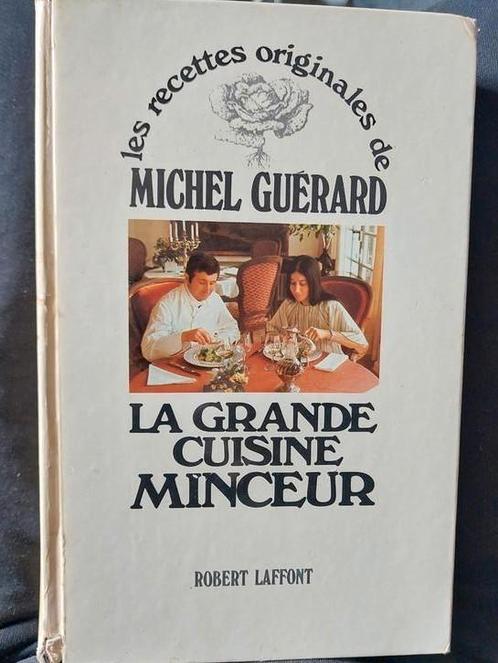 les recettes originales de
MICHEL GUÉRARD
LA GRANDE
CUISINE
MINCEUR
ROBERT LAFFONT